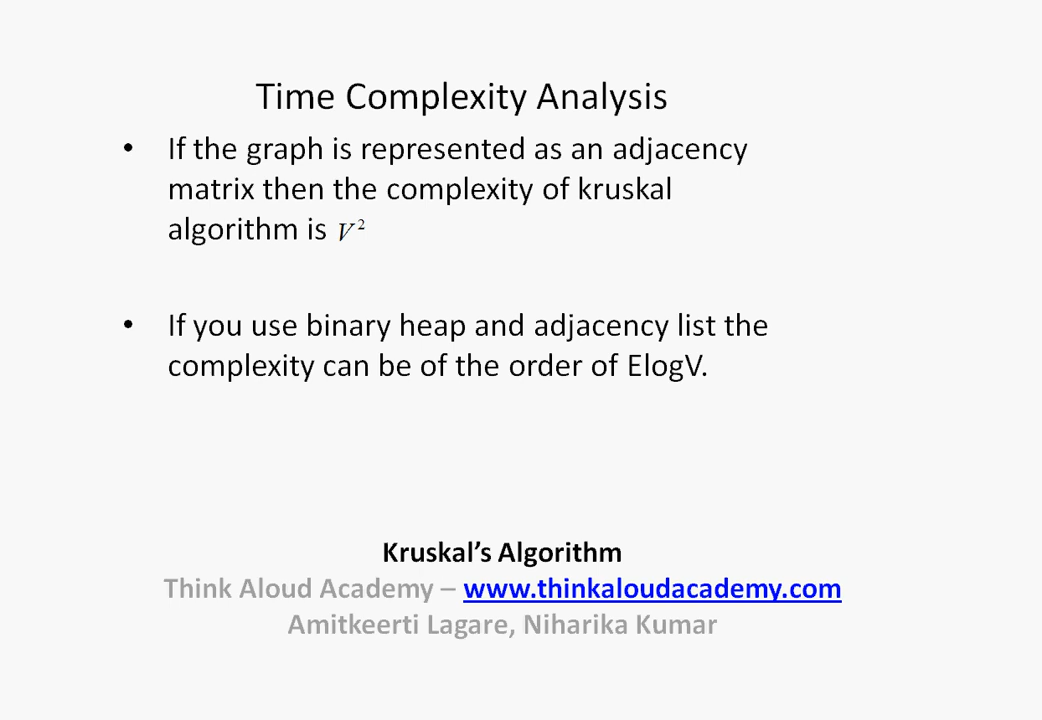 Time Complexity Analysis
• If the graph is represented as an adjacency
matrix then the complexity of kruskal
algorithm is V²
• If you use binary heap and adjacency list the
complexity can be of the order of ElogV.
Kruskal's Algorithm
Think Aloud Academy – www.thinkaloudacademy.com
Amitkeerti Lagare, Niharika Kumar